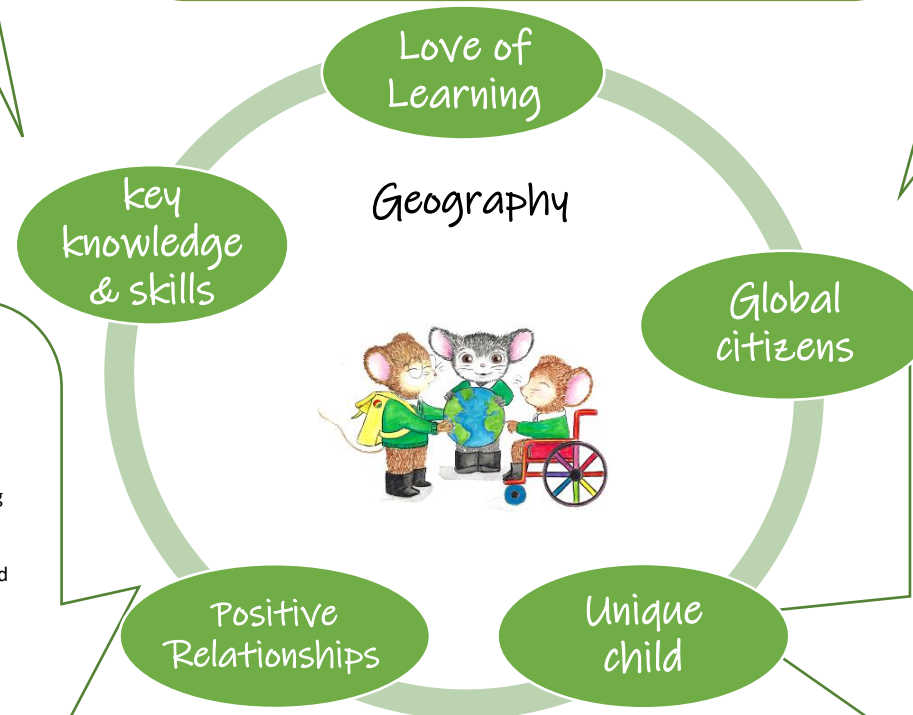 Love of
Learning
Geography
key
knowledge
& skills
Global
citizens
Positive
Relationships
Unique
child